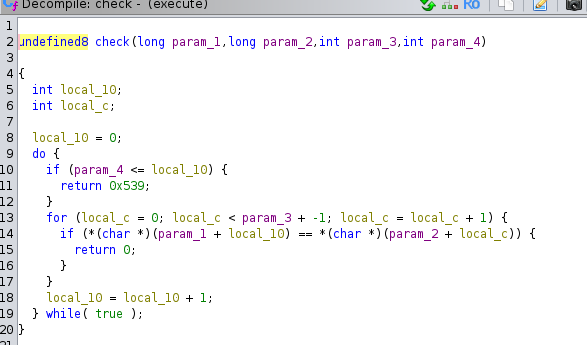 Decompile: check - (execute)
Ro
1
2 undefined8 check(long param_1,long param_2,int param_3,int param_4)
3
4 {
5   int local_10;
6   int local_c;
7
8   local_10 = 0;
9   do {
10     if (param_4 <= local_10) {
11       return 0x539;
12     }
13     for (local_c = 0; local_c < param_3 + -1; local_c = local_c + 1) {
14       if (*(char *)(param_1 + local_10) == *(char *)(param_2 + local_c)) {
15         return 0;
16       }
17     }
18     local_10 = local_10 + 1;
19   } while( true );
20 }